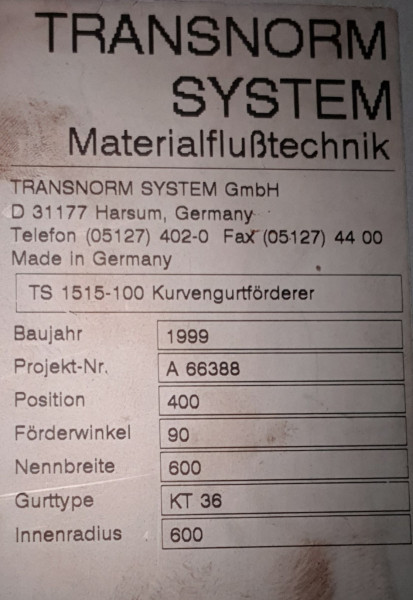 TRANSNORM
SYSTEM
Materialflußtechnik
TRANSNORM SYSTEM GmbH
D 31177 Harsum, Germany
Telefon (05127) 402-0 Fax (05127) 44 00
Made in Germany
TS 1515-100 Kurvengurtförderer
Baujahr 1999
Projekt-Nr. A 66388
Position 400
Förderwinkel 90
Nennbreite 600
Gurttype KT 36
Innenradius 600